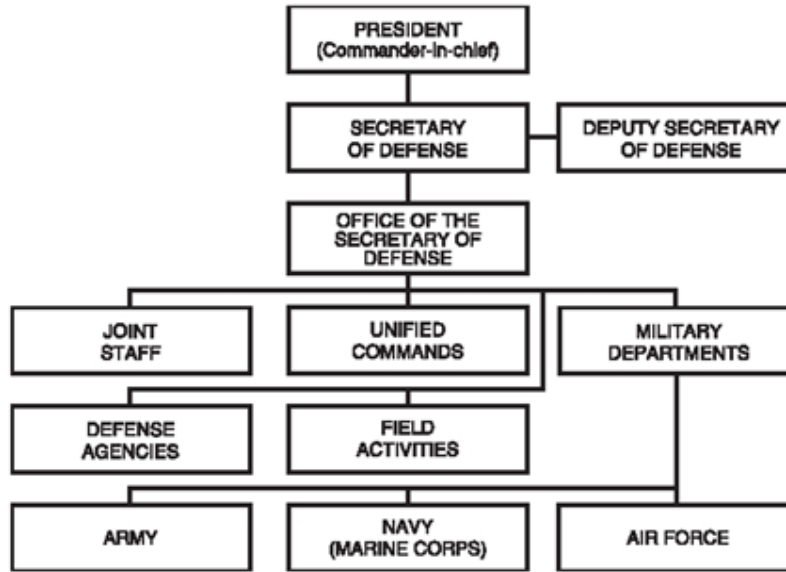 PRESIDENT
(Commander-in-chief)
SECRETARY
OF DEFENSE
DEPUTY SECRETARY
OF DEFENSE
OFFICE OF THE
SECRETARY OF
DEFENSE
JOINT
STAFF
UNIFIED
COMMANDS
MILITARY
DEPARTMENTS
DEFENSE
AGENCIES
FIELD
ACTIVITIES
ARMY
NAVY
(MARINE CORPS)
AIR FORCE